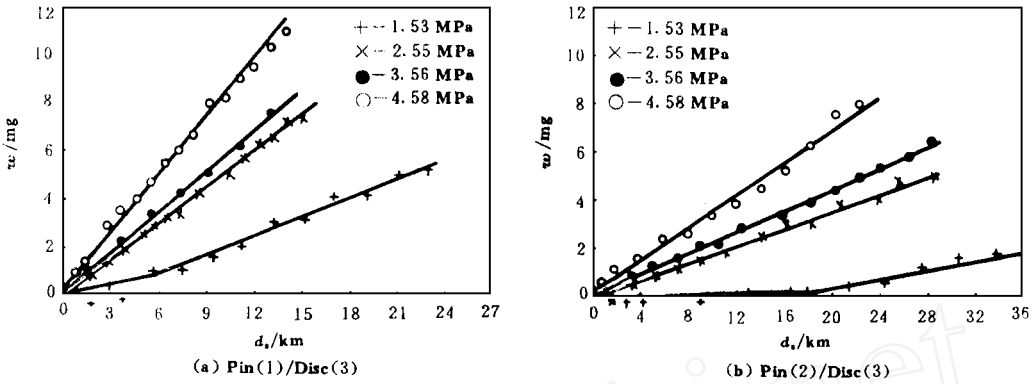 12
10
8
6
4
2
0
w/mg
+ — 1.53 MPa
× — 2.55 MPa
● — 3.56 MPa
○ — 4.58 MPa
0 3 6 9 12 15 18 21 24 27
dₛ/km
(a) Pin(1)/Disc(3)
12
10
8
6
4
2
0
w/mg
+ — 1.53 MPa
× — 2.55 MPa
● — 3.56 MPa
○ — 4.58 MPa
0 4 8 12 16 20 24 28 32 36
dₛ/km
(b) Pin(2)/Disc(3)